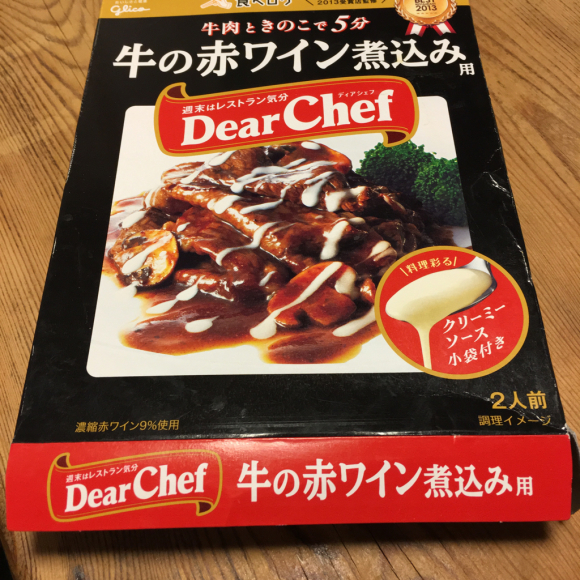 glico
食べログ
BEST
2013
牛肉ときのこで5分
牛の赤ワイン煮込み用
週末はレストラン気分
ディアシェフ
DearChef
料理彩る
クリーミー
ソース
小袋付き
2人前
調理イメージ
濃縮赤ワイン9%使用
週末はレストラン気分
DearChef
牛の赤ワイン煮込み用